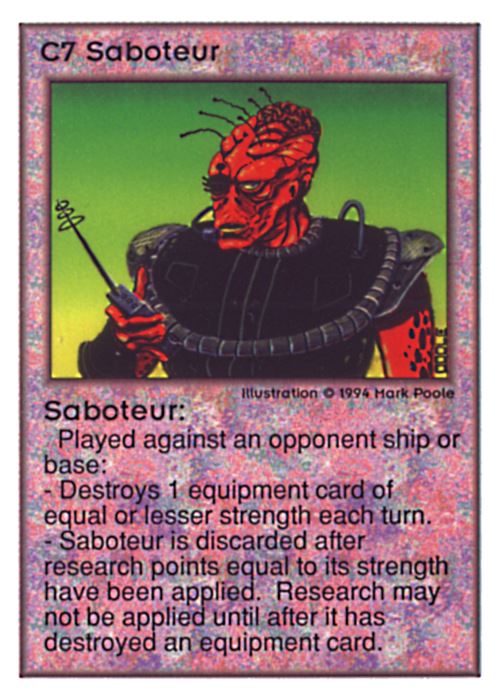 C7 Saboteur
POOLE
Illustration © 1994 Mark Poole
Saboteur:
Played against an opponent ship or
base:
- Destroys 1 equipment card of
equal or lesser strength each turn.
- Saboteur is discarded after
research points equal to its strength
have been applied. Research may
not be applied until after it has
destroyed an equipment card.